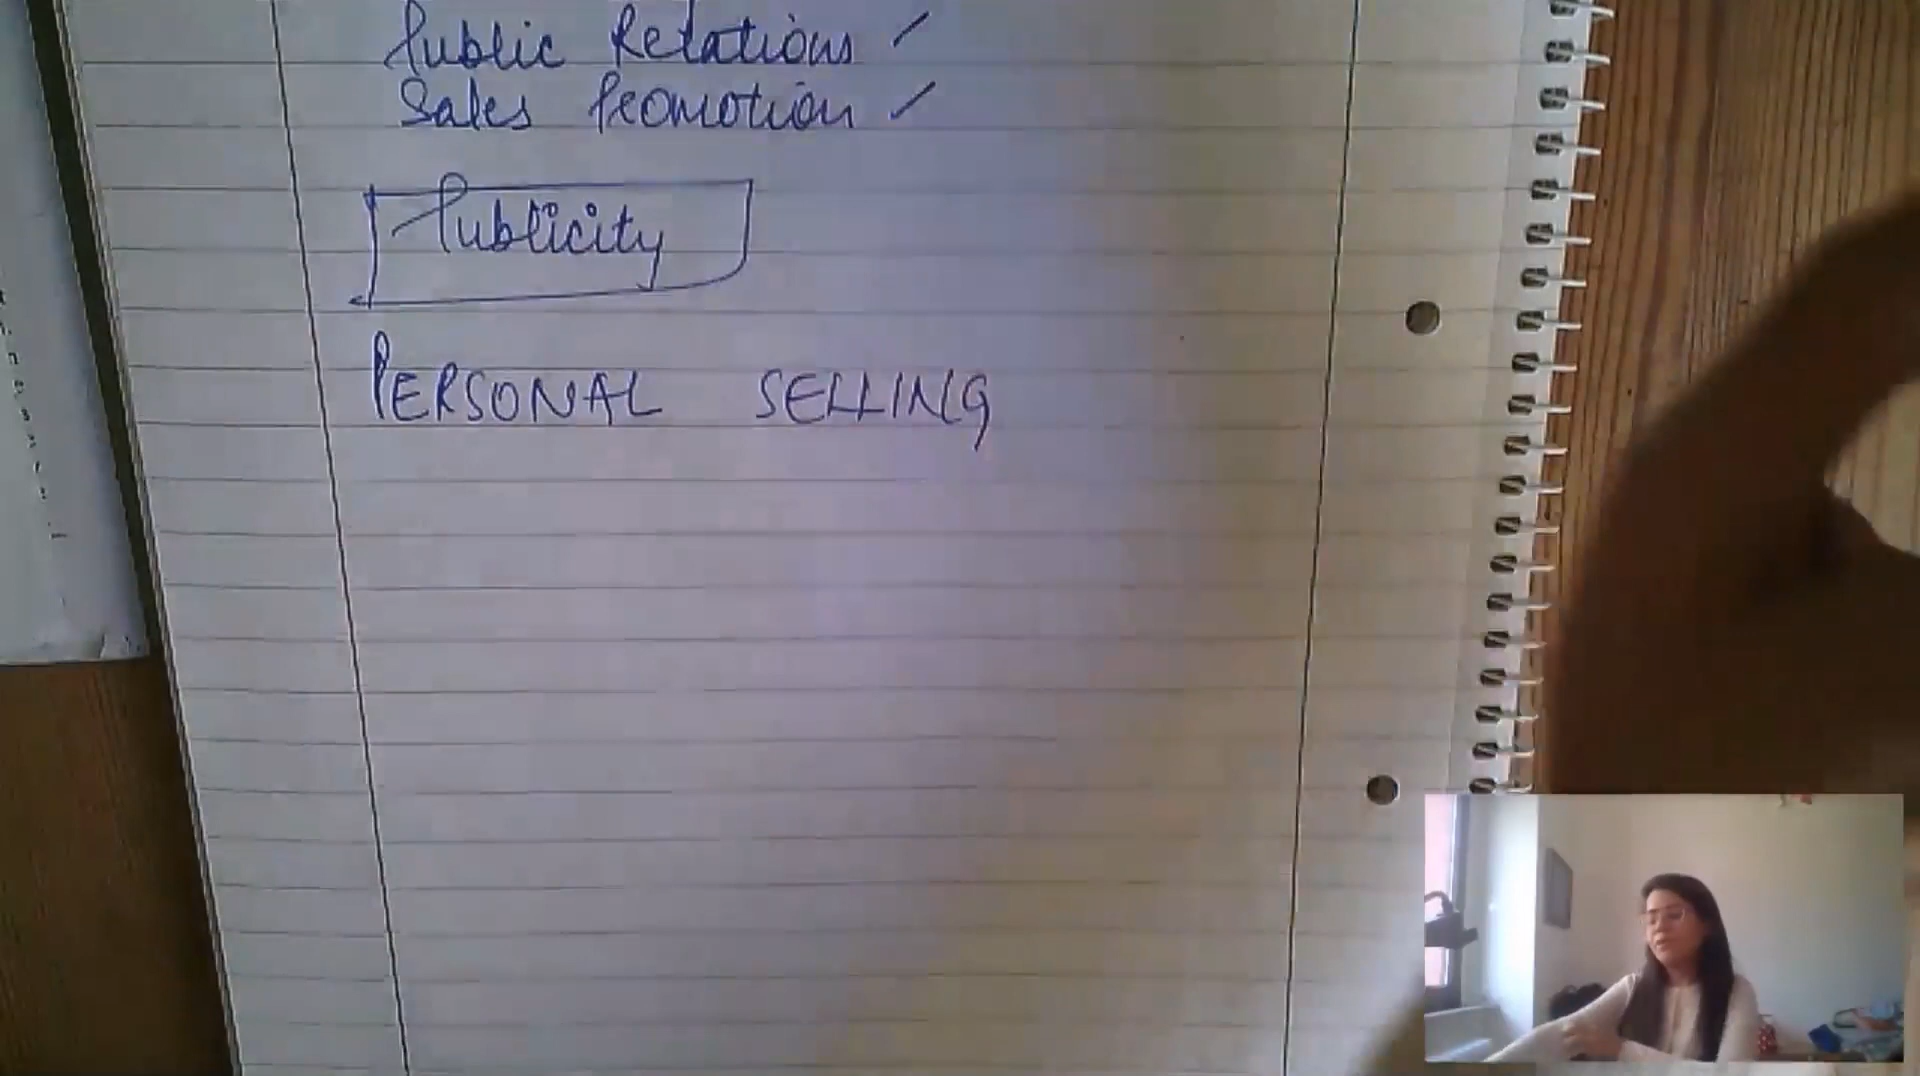 Public Relations ✓
Sales Promotion ✓
Publicity
PERSONAL SELLING